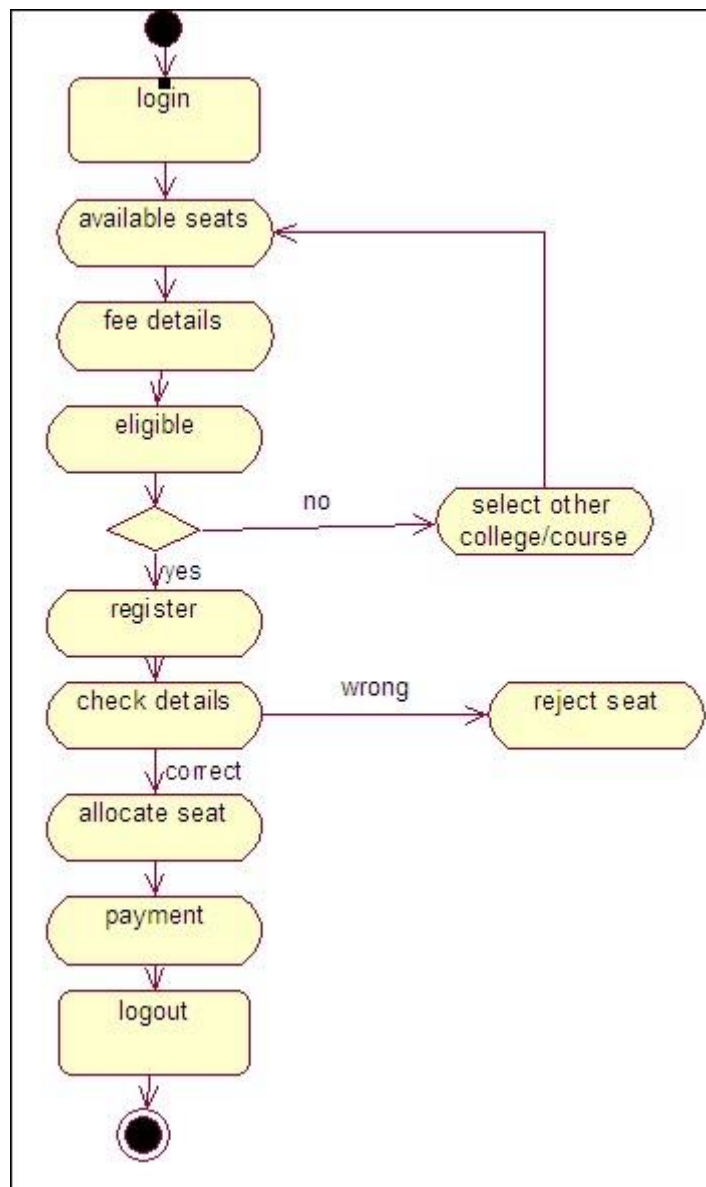 login
available seats
fee details
eligible
no
select other
college/course
yes
register
check details
wrong
reject seat
correct
allocate seat
payment
logout